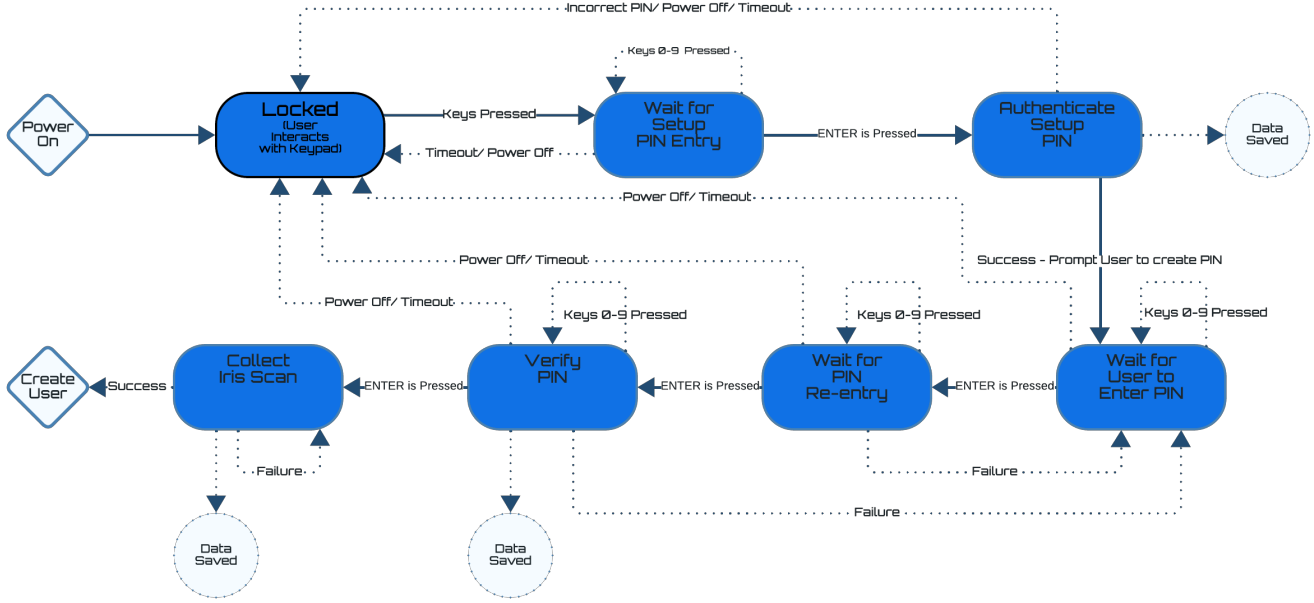 Incorrect PIN/ Power Off/ Timeout
Keys 0-9 Pressed
Power
On
Locked
(User
Interacts
with Keypad)
Keys Pressed
Timeout/ Power Off
Wait for
Setup
PIN Entry
ENTER is Pressed
Authenticate
Setup
PIN
Data
Saved
Power Off/ Timeout
Power Off/ Timeout
Success - Prompt User to create PIN
Power Off/ Timeout
Keys 0-9 Pressed
Keys 0-9 Pressed
Keys 0-9 Pressed
Create
User
Success
Collect
Iris Scan
ENTER is Pressed
Verify
PIN
ENTER is Pressed
Wait for
PIN
Re-entry
ENTER is Pressed
Wait for
User to
Enter PIN
Failure
Failure
Failure
Data
Saved
Data
Saved